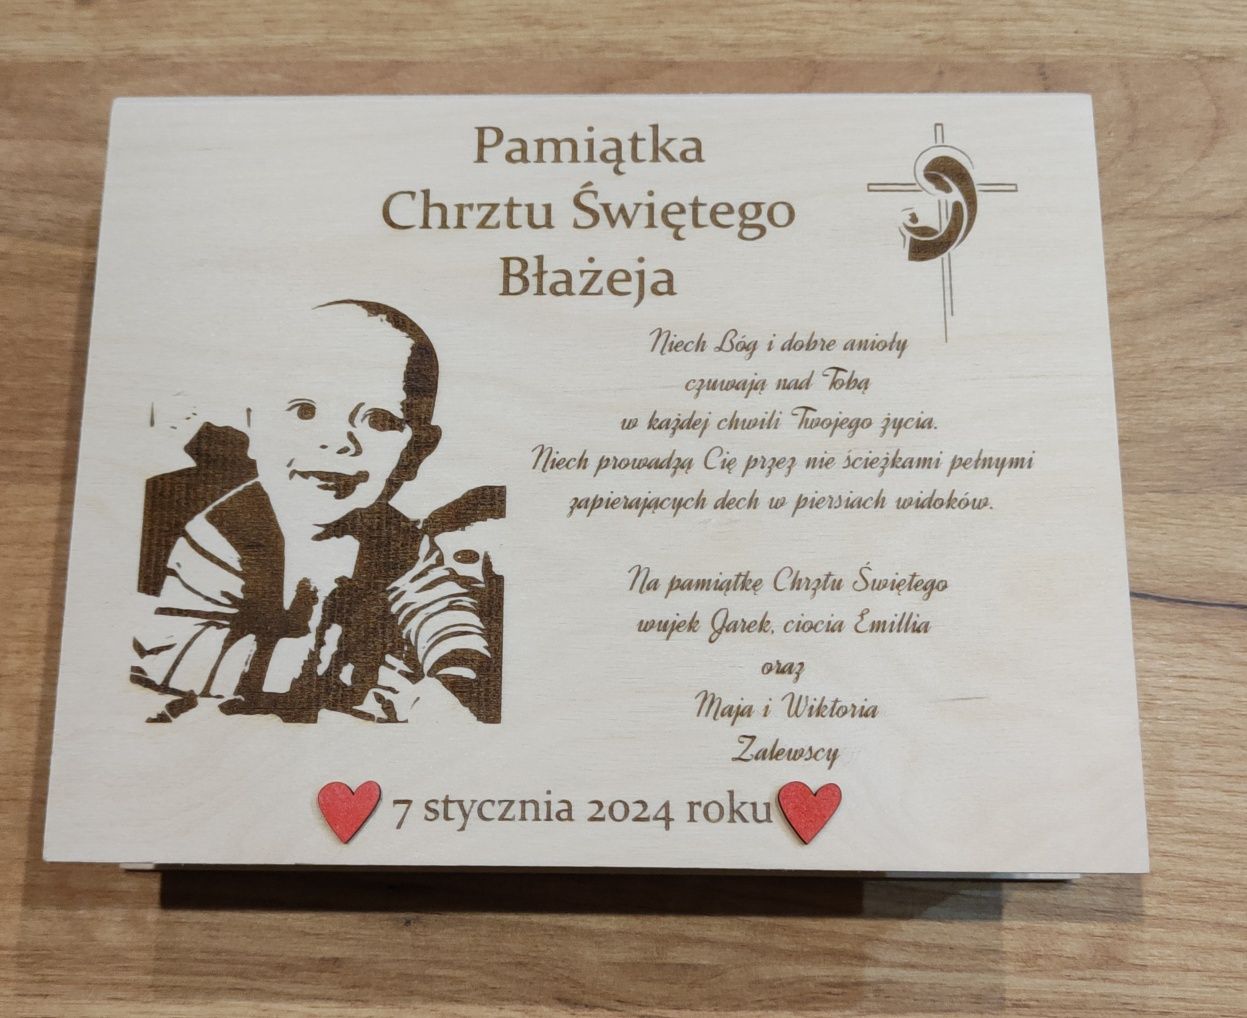 Pamiątka
Chrztu Świętego
Błażeja
Niech Bóg i dobre anioły
czuwają nad Tobą
w każdej chwili Twojego życia.
Niech prowadzą Cię przez nie ścieżkami pełnymi
zapierających dech w piersiach widoków.
Na pamiątkę Chrztu Świętego
wujek Jarek, ciocia Emillia
oraz
Maja i Wiktoria
Zalewscy
7 stycznia 2024 roku